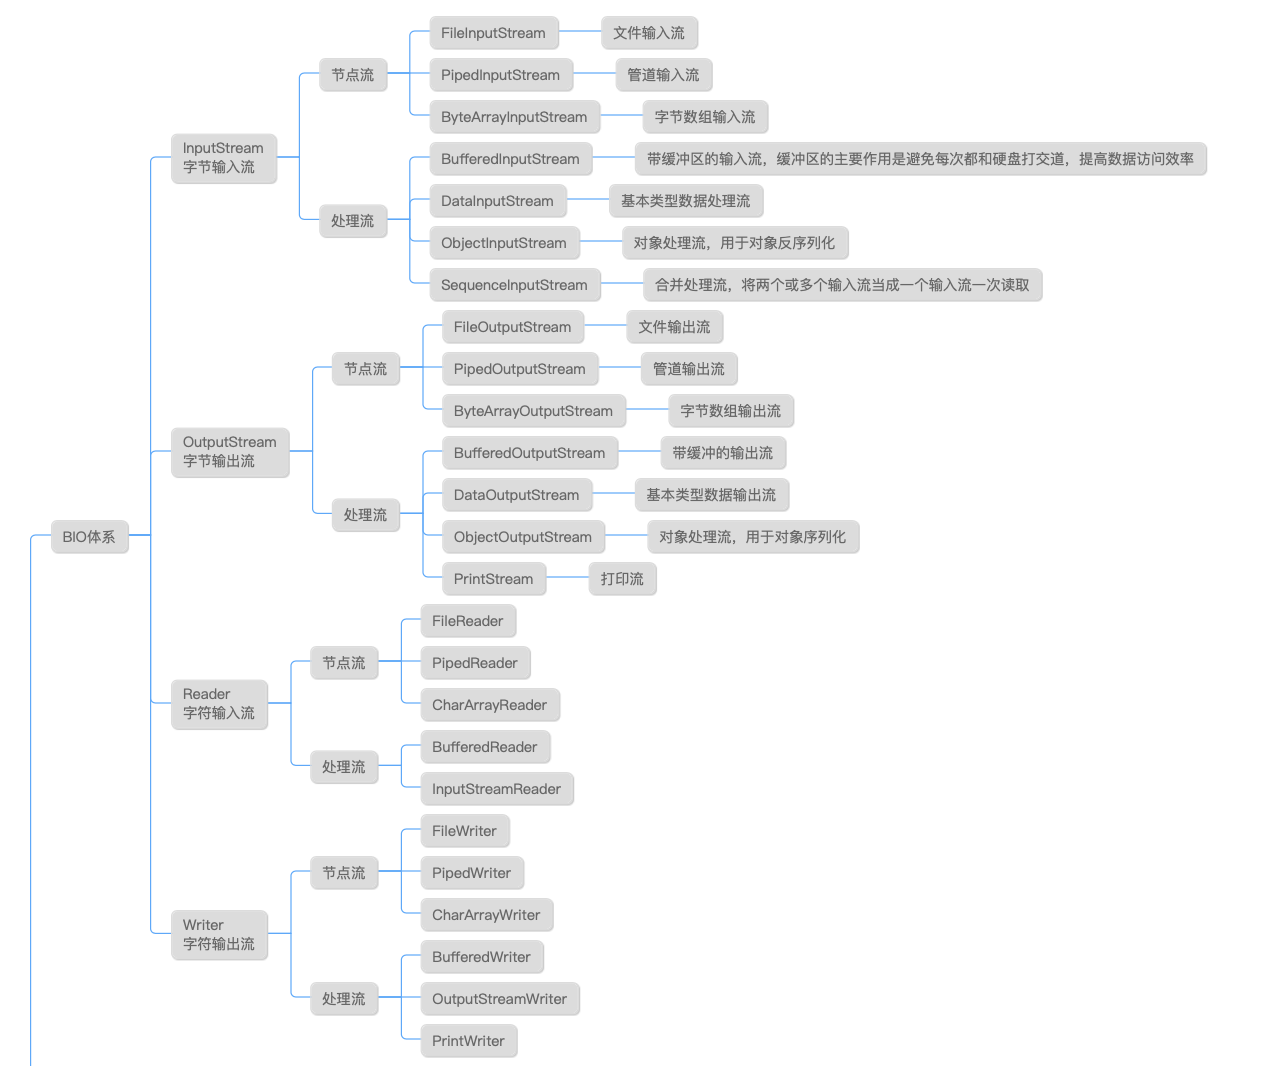 FileInputStream
文件输入流
节点流
PipedInputStream
管道输入流
ByteArrayInputStream
字节数组输入流
InputStream
字节输入流
BufferedInputStream
带缓冲区的输入流，缓冲区的主要作用是避免每次都和硬盘打交道，提高数据访问效率
DataInputStream
基本类型数据处理流
处理流
ObjectInputStream
对象处理流，用于对象反序列化
SequenceInputStream
合并处理流，将两个或多个输入流当成一个输入流一次读取
FileOutputStream
文件输出流
节点流
PipedOutputStream
管道输出流
ByteArrayOutputStream
字节数组输出流
OutputStream
字节输出流
BufferedOutputStream
带缓冲的输出流
DataOutputStream
基本类型数据输出流
处理流
BIO体系
ObjectOutputStream
对象处理流，用于对象序列化
PrintStream
打印流
FileReader
节点流
PipedReader
CharArrayReader
Reader
字符输入流
BufferedReader
处理流
InputStreamReader
FileWriter
节点流
PipedWriter
CharArrayWriter
Writer
字符输出流
BufferedWriter
处理流
OutputStreamWriter
PrintWriter